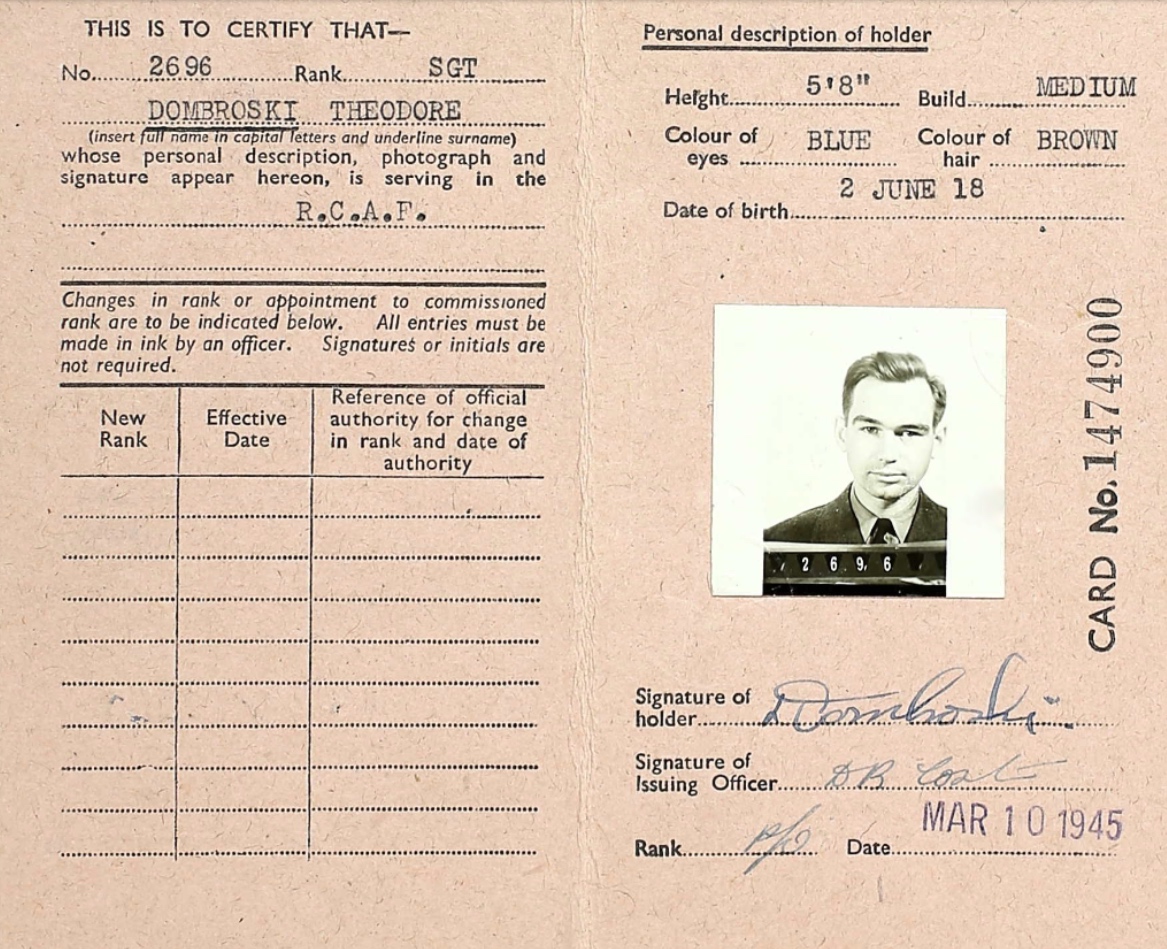 THIS IS TO CERTIFY THAT—
No. 2696 Rank SGT
DOMBROSKI THEODORE
(insert full name in capital letters and underline surname)
whose personal description, photograph and
signature appear hereon, is serving in the
R.C.A.F.
Changes in rank or appointment to commissioned
rank are to be indicated below. All entries must be
made in ink by an officer. Signatures or initials are
not required.
New
Rank
Effective
Date
Reference of official
authority for change
in rank and date of
authority
Personal description of holder
Height 5'8" Build MEDIUM
Colour of
eyes BLUE
Colour of
hair BROWN
Date of birth 2 JUNE 18
2696
CARD No. 1474900
Signature of
holder Dombroski
Signature of
Issuing Officer D R
Rank Date MAR 10 1945